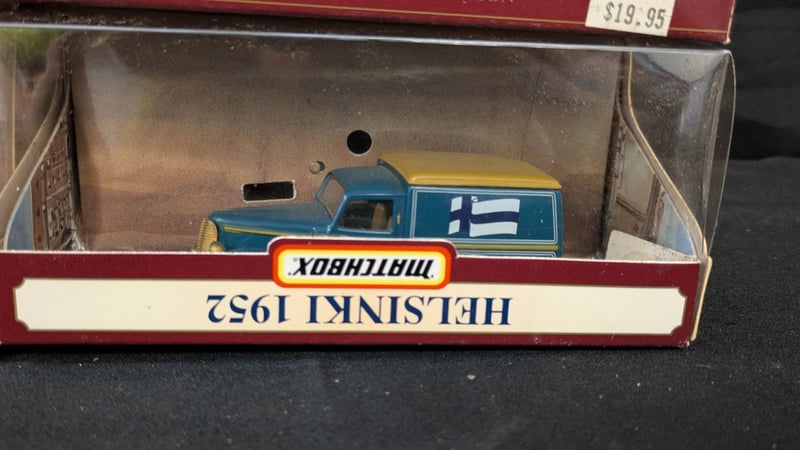 $19.95
MATCHBOX
HELSINKI 1952